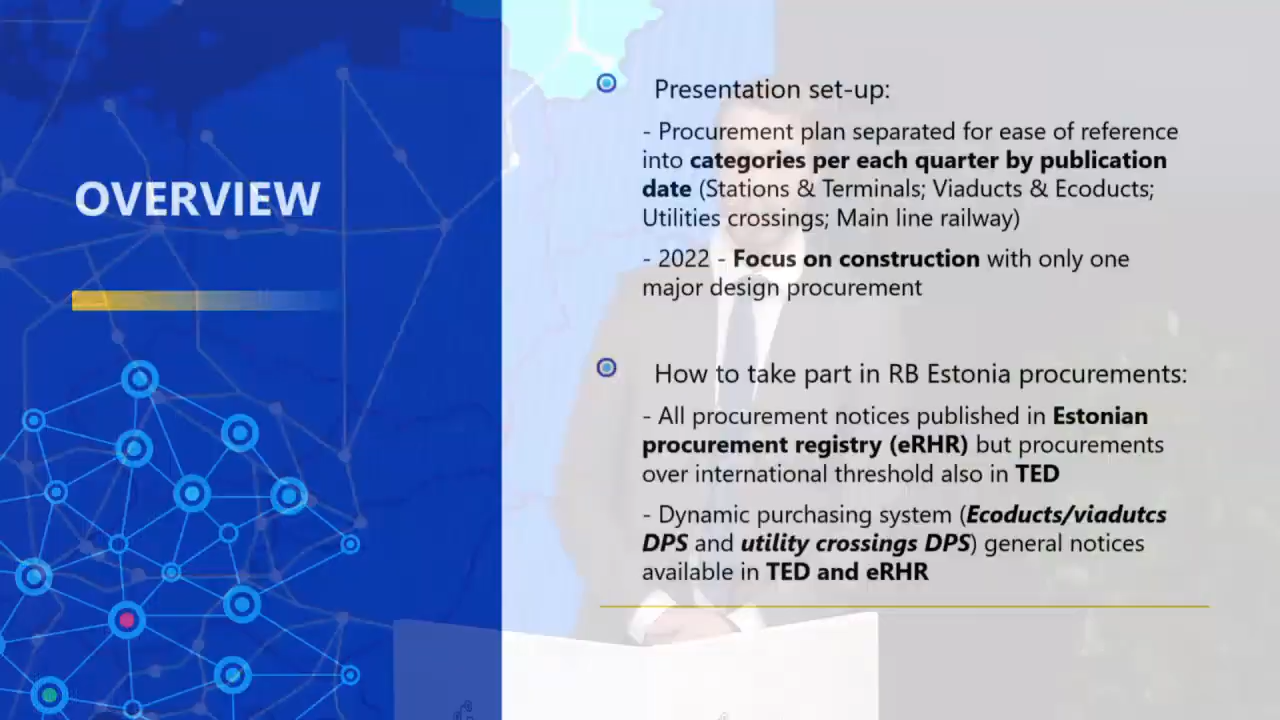 OVERVIEW
Presentation set-up:
- Procurement plan separated for ease of reference
into categories per each quarter by publication
date (Stations & Terminals; Viaducts & Ecoducts;
Utilities crossings; Main line railway)
- 2022 - Focus on construction with only one
major design procurement
How to take part in RB Estonia procurements:
- All procurement notices published in Estonian
procurement registry (eRHR) but procurements
over international threshold also in TED
- Dynamic purchasing system (Ecoducts/viadutcs
DPS and utility crossings DPS) general notices
available in TED and eRHR